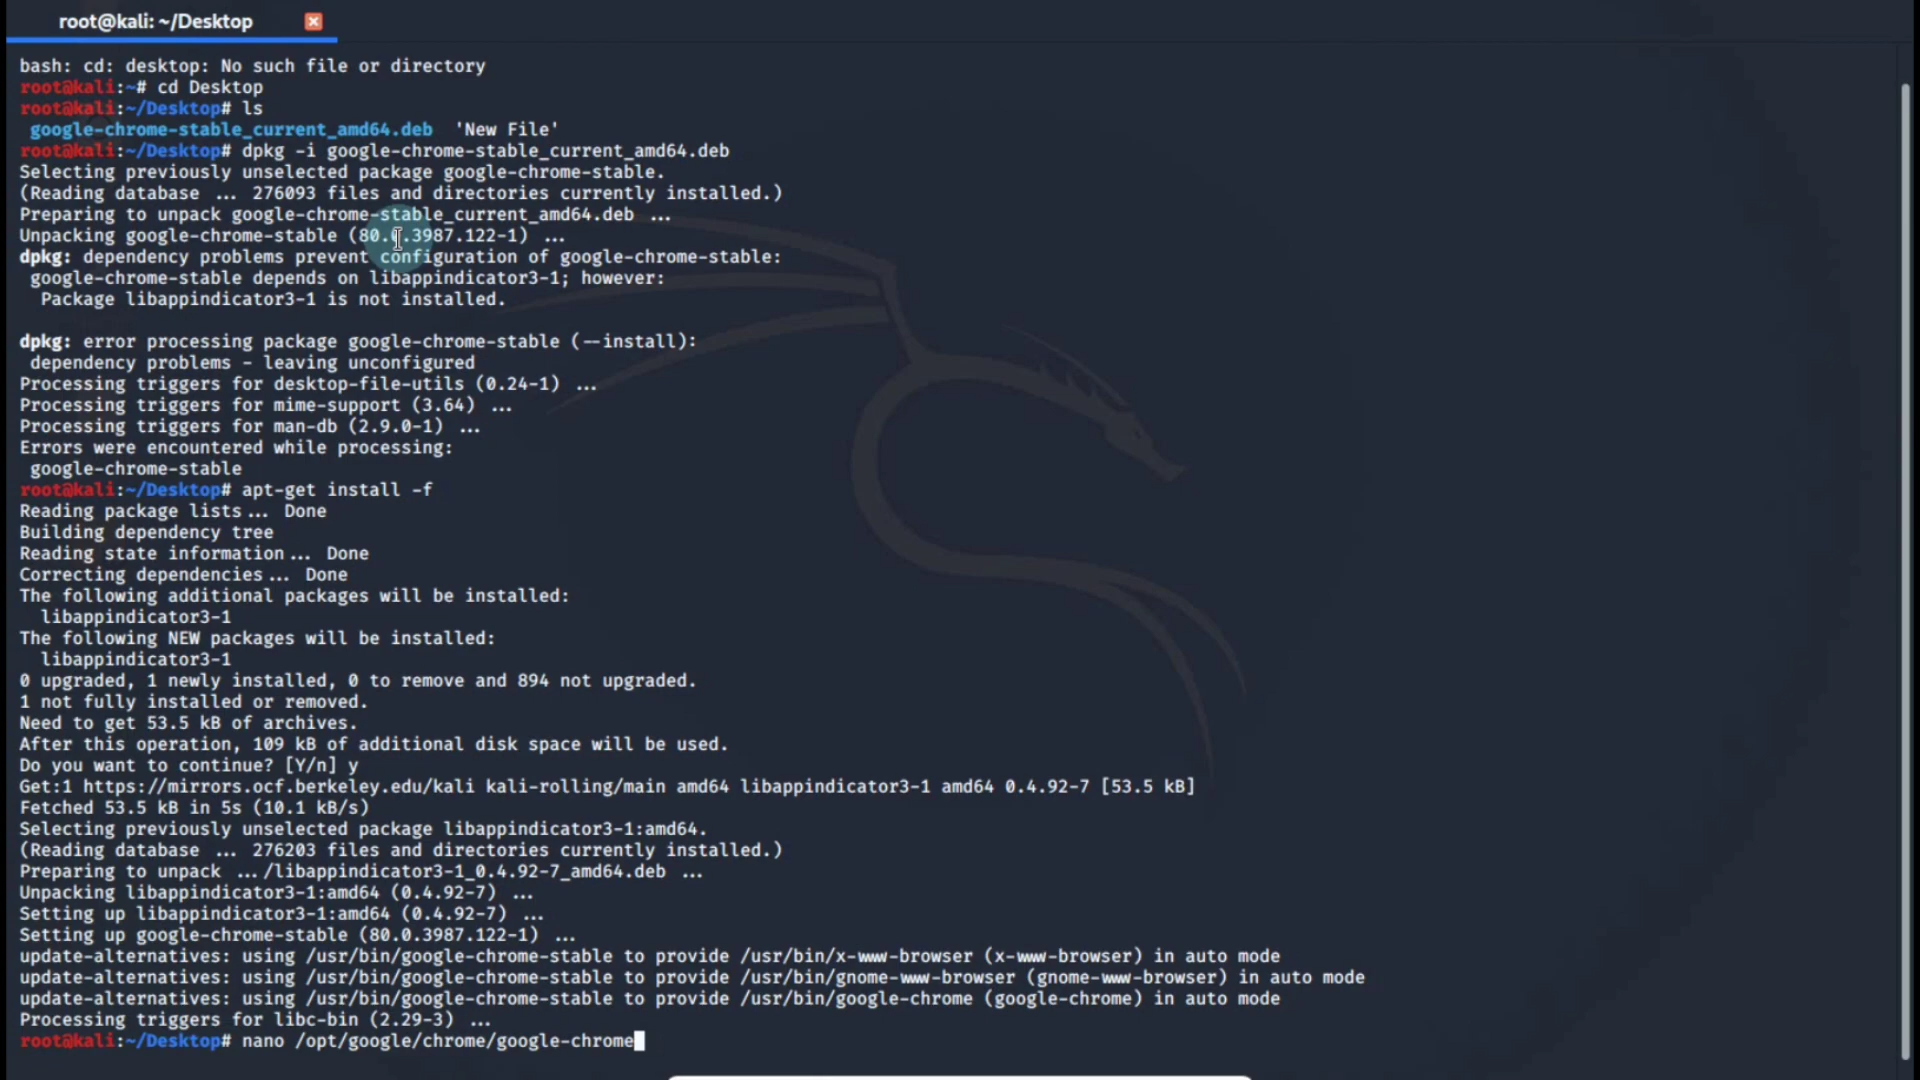 root@kali: ~/Desktop
bash: cd: desktop: No such file or directory
root@kali:~# cd Desktop
root@kali:~/Desktop# ls
google-chrome-stable_current_amd64.deb  'New File'
root@kali:~/Desktop# dpkg -i google-chrome-stable_current_amd64.deb
Selecting previously unselected package google-chrome-stable.
(Reading database ... 276093 files and directories currently installed.)
Preparing to unpack google-chrome-stable_current_amd64.deb ...
Unpacking google-chrome-stable (80.0.3987.122-1) ...
dpkg: dependency problems prevent configuration of google-chrome-stable:
google-chrome-stable depends on libappindicator3-1; however:
Package libappindicator3-1 is not installed.
dpkg: error processing package google-chrome-stable (--install):
dependency problems - leaving unconfigured
Processing triggers for desktop-file-utils (0.24-1) ...
Processing triggers for mime-support (3.64) ...
Processing triggers for man-db (2.9.0-1) ...
Errors were encountered while processing:
google-chrome-stable
root@kali:~/Desktop# apt-get install -f
Reading package lists... Done
Building dependency tree
Reading state information... Done
Correcting dependencies... Done
The following additional packages will be installed:
libappindicator3-1
The following NEW packages will be installed:
libappindicator3-1
0 upgraded, 1 newly installed, 0 to remove and 894 not upgraded.
1 not fully installed or removed.
Need to get 53.5 kB of archives.
After this operation, 109 kB of additional disk space will be used.
Do you want to continue? [Y/n] y
Get:1 https://mirrors.ocf.berkeley.edu/kali kali-rolling/main amd64 libappindicator3-1 amd64 0.4.92-7 [53.5 kB]
Fetched 53.5 kB in 5s (10.1 kB/s)
Selecting previously unselected package libappindicator3-1:amd64.
(Reading database ... 276203 files and directories currently installed.)
Preparing to unpack .../libappindicator3-1_0.4.92-7_amd64.deb ...
Unpacking libappindicator3-1:amd64 (0.4.92-7) ...
Setting up libappindicator3-1:amd64 (0.4.92-7) ...
Setting up google-chrome-stable (80.0.3987.122-1) ...
update-alternatives: using /usr/bin/google-chrome-stable to provide /usr/bin/x-www-browser (x-www-browser) in auto mode
update-alternatives: using /usr/bin/google-chrome-stable to provide /usr/bin/gnome-www-browser (gnome-www-browser) in auto mode
update-alternatives: using /usr/bin/google-chrome-stable to provide /usr/bin/google-chrome (google-chrome) in auto mode
Processing triggers for libc-bin (2.29-3) ...
root@kali:~/Desktop# nano /opt/google/chrome/google-chrome